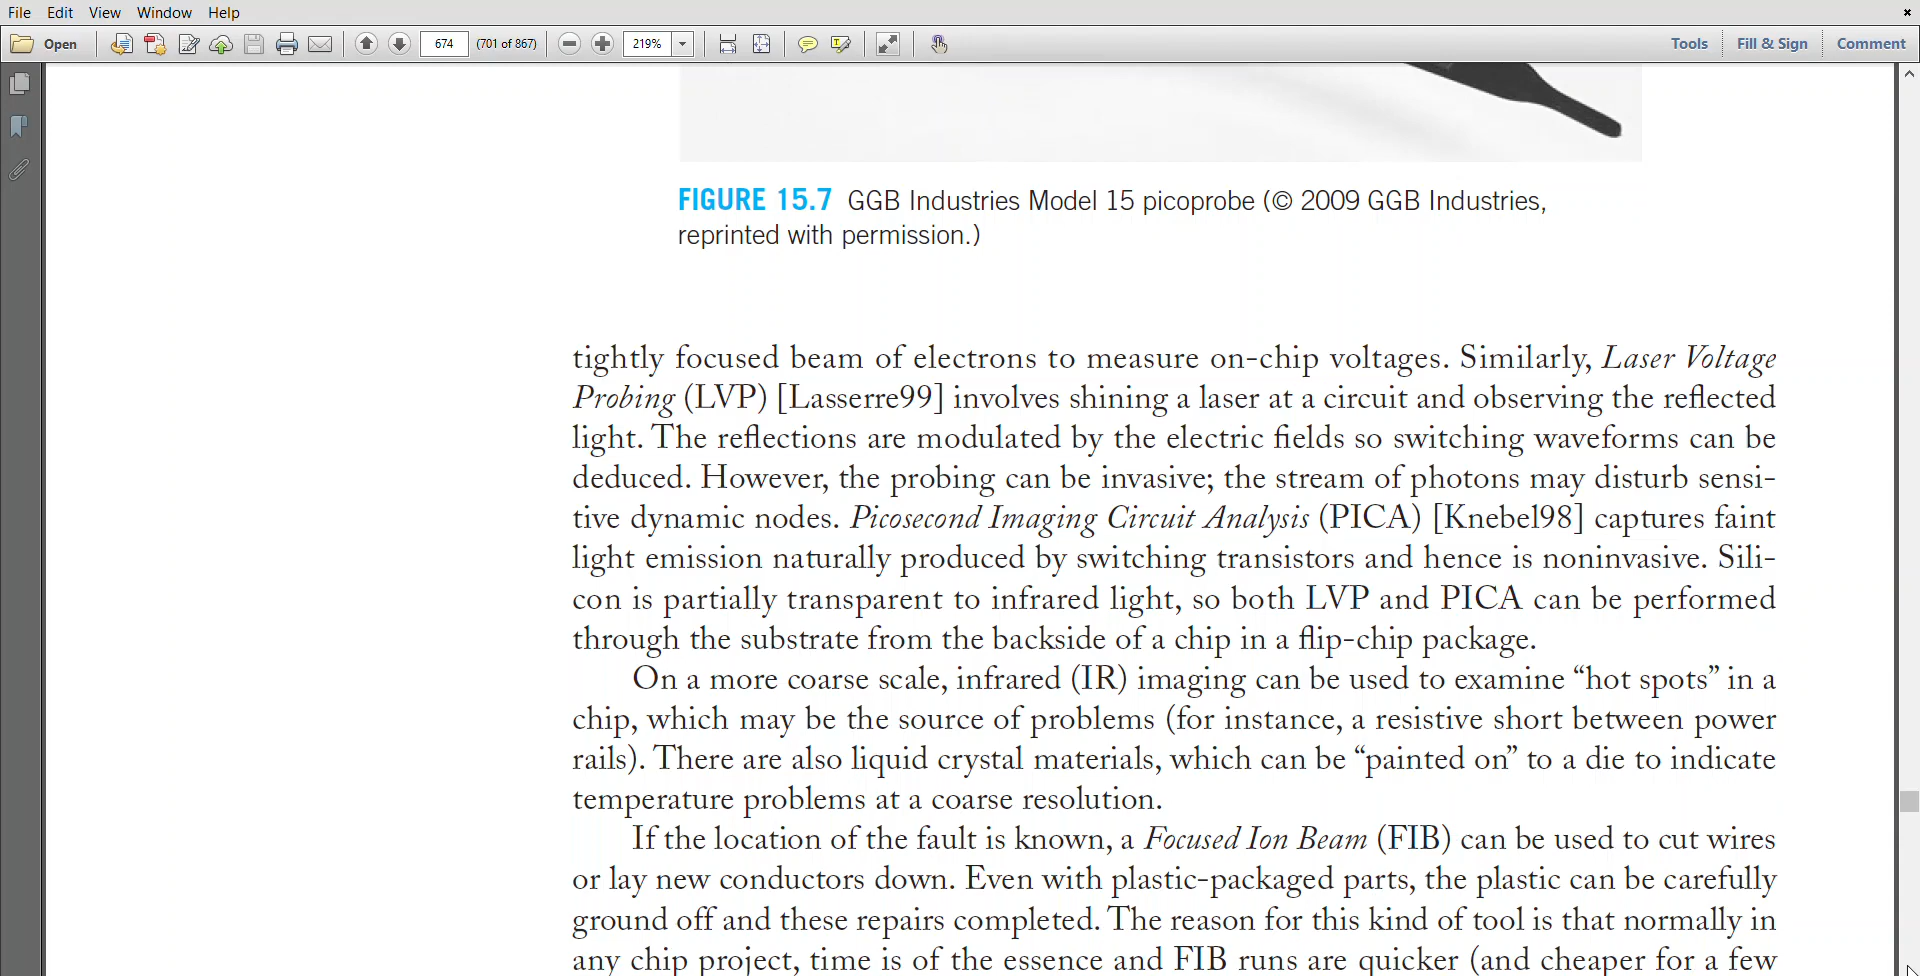 File Edit View Window Help
Open 674 (701 of 867) 219% Tools Fill & Sign Comment
FIGURE 15.7 GGB Industries Model 15 picoprobe (© 2009 GGB Industries,
reprinted with permission.)
tightly focused beam of electrons to measure on-chip voltages. Similarly, Laser Voltage
Probing (LVP) [Lasserre99] involves shining a laser at a circuit and observing the reflected
light. The reflections are modulated by the electric fields so switching waveforms can be
deduced. However, the probing can be invasive; the stream of photons may disturb sensi-
tive dynamic nodes. Picosecond Imaging Circuit Analysis (PICA) [Knebel98] captures faint
light emission naturally produced by switching transistors and hence is noninvasive. Sili-
con is partially transparent to infrared light, so both LVP and PICA can be performed
through the substrate from the backside of a chip in a flip-chip package.
On a more coarse scale, infrared (IR) imaging can be used to examine “hot spots” in a
chip, which may be the source of problems (for instance, a resistive short between power
rails). There are also liquid crystal materials, which can be “painted on” to a die to indicate
temperature problems at a coarse resolution.
If the location of the fault is known, a Focused Ion Beam (FIB) can be used to cut wires
or lay new conductors down. Even with plastic-packaged parts, the plastic can be carefully
ground off and these repairs completed. The reason for this kind of tool is that normally in
any chip project, time is of the essence and FIB runs are quicker (and cheaper for a few